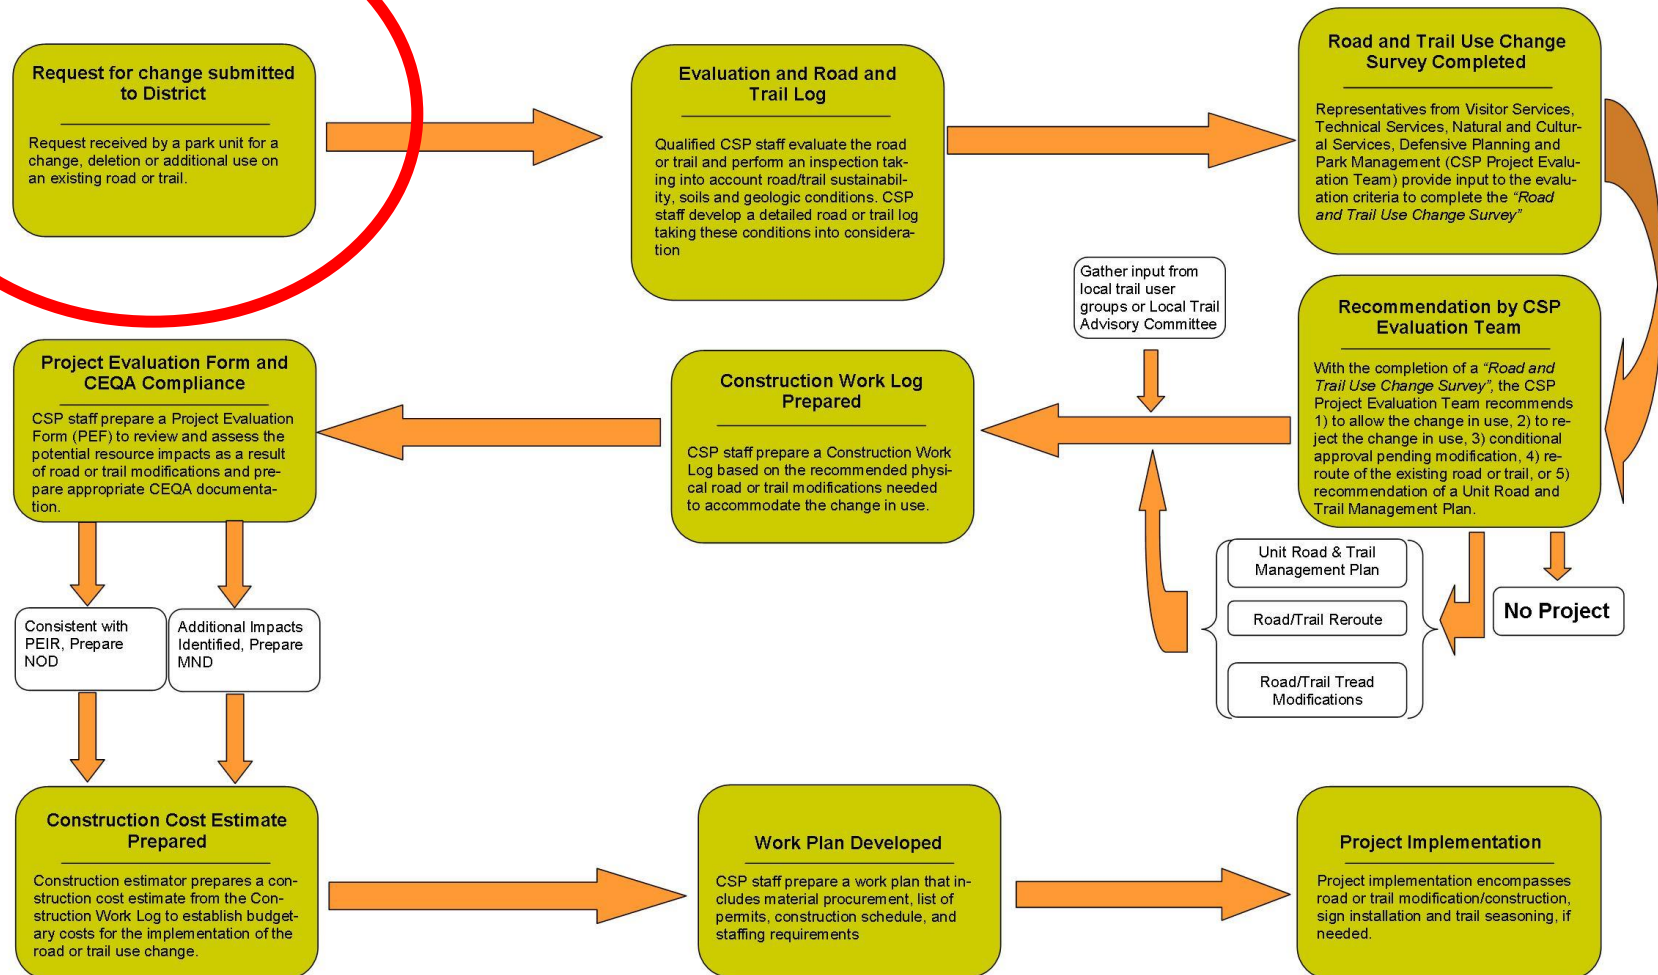 Request for change submitted
to District
Request received by a park unit for a
change, deletion or additional use on
an existing road or trail.
Evaluation and Road and
Trail Log
Qualified CSP staff evaluate the road
or trail and perform an inspection tak-
ing into account road/trail sustainabil-
ity, soils and geologic conditions. CSP
staff develop a detailed road or trail log
taking these conditions into considera-
tion
Road and Trail Use Change
Survey Completed
Representatives from Visitor Services,
Technical Services, Natural and Cultur-
al Services, Defensive Planning and
Park Management (CSP Project Evalu-
ation Team) provide input to the evalu-
ation criteria to complete the “Road
and Trail Use Change Survey”
Gather input from
local trail user
groups or Local Trail
Advisory Committee
Recommendation by CSP
Evaluation Team
With the completion of a “Road and
Trail Use Change Survey”, the CSP
Project Evaluation Team recommends
1) to allow the change in use, 2) to re-
ject the change in use, 3) conditional
approval pending modification, 4) re-
route of the existing road or trail, or 5)
recommendation of a Unit Road and
Trail Management Plan.
No Project
Unit Road & Trail
Management Plan
Road/Trail Reroute
Road/Trail Tread
Modifications
Construction Work Log
Prepared
CSP staff prepare a Construction Work
Log based on the recommended physi-
cal road or trail modifications needed
to accommodate the change in use.
Project Evaluation Form and
CEQA Compliance
CSP staff prepare a Project Evaluation
Form (PEF) to review and assess the
potential resource impacts as a result
of road or trail modifications and pre-
pare appropriate CEQA documenta-
tion.
Consistent with
PEIR, Prepare
NOD
Additional Impacts
Identified, Prepare
MND
Construction Cost Estimate
Prepared
Construction estimator prepares a con-
struction cost estimate from the Con-
struction Work Log to establish budget-
ary costs for the implementation of the
road or trail use change.
Work Plan Developed
CSP staff prepare a work plan that in-
cludes material procurement, list of
permits, construction schedule, and
staffing requirements
Project Implementation
Project implementation encompasses
road or trail modification/construction,
sign installation and trail seasoning, if
needed.